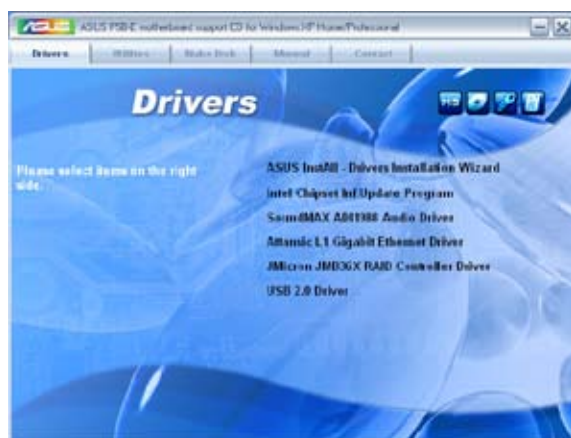 ASUS P5B-E motherboard support CD for Windows XP Home/Professional
Drivers Utilities Make Disk Manual Contact
Drivers
Please select items on the right side.
ASUS InstAll - Drivers Installation Wizard
Intel Chipset Inf Update Program
SoundMAX AD1988 Audio Driver
Attansic L1 Gigabit Ethernet Driver
JMicron JMB36X RAID Controller Driver
USB 2.0 Driver